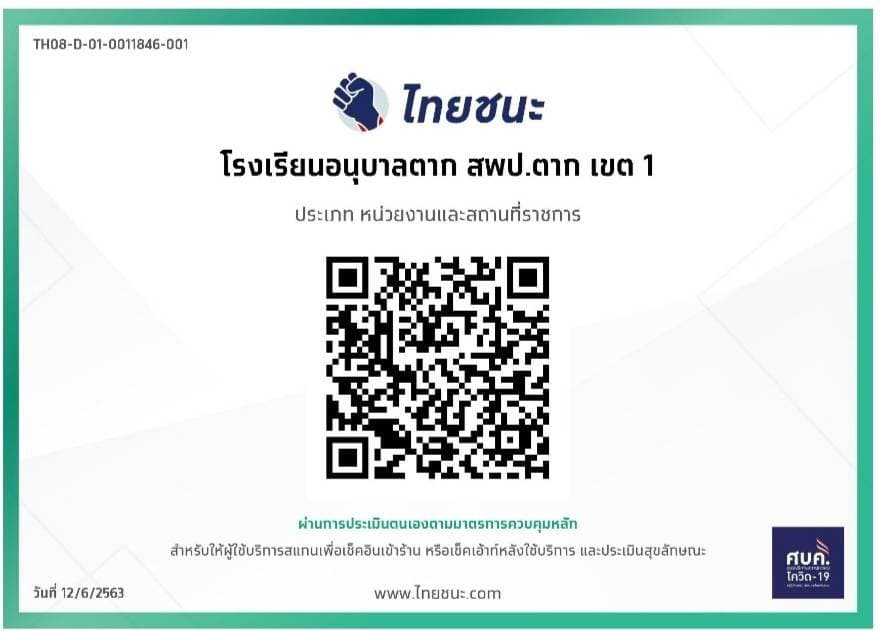 TH08-D-01-0011846-001
ไทยชนะ
โรงเรียนอนุบาลตาก สพป.ตาก เขต 1
ประเภท หน่วยงานและสถานที่ราชการ
ผ่านการประเมินตนเองตามมาตรการควบคุมหลัก
สำหรับให้ผู้ใช้บริการสแกนเพื่อเช็คอินเข้าร้าน หรือเช็คเอ้าท์หลังใช้บริการ และประเมินสุขลักษณะ
ศบค.
โควิด-19
วันที่ 12/6/2563
www.ไทยชนะ.com